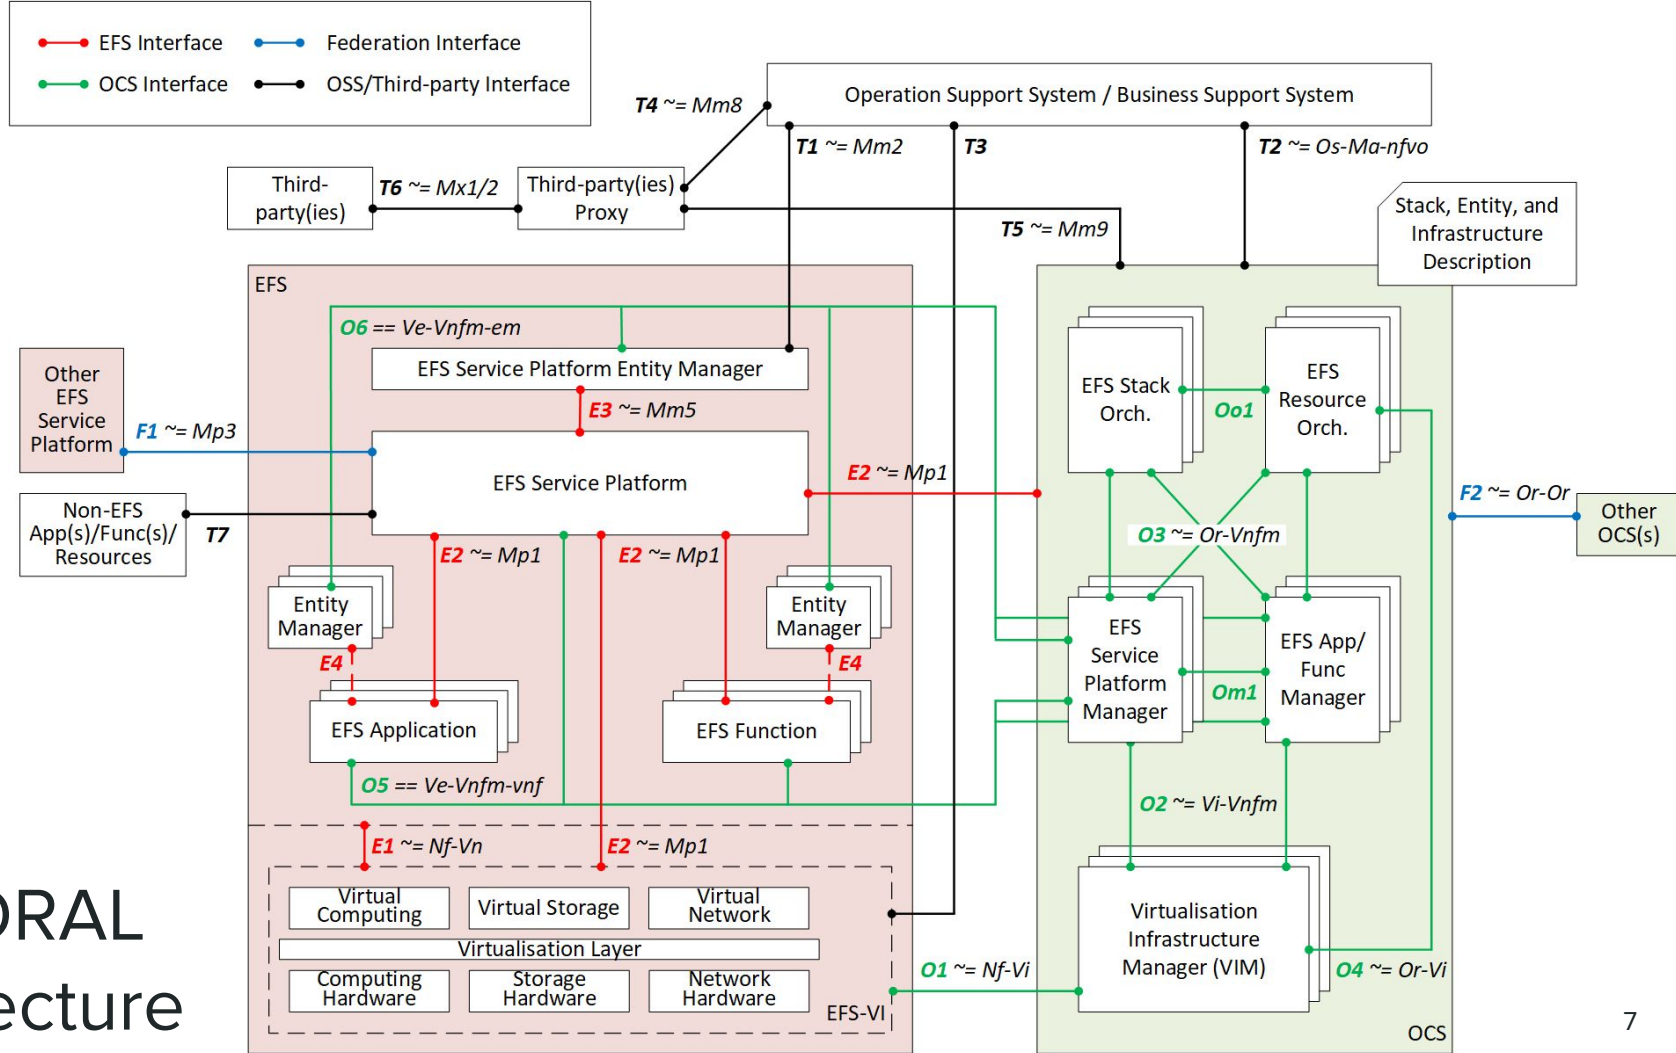 EFS Interface
Federation Interface
OCS Interface
OSS/Third-party Interface
Operation Support System / Business Support System
T4 ~= Mm8
T1 ~= Mm2
T3
T2 ~= Os-Ma-nfvo
Third-
party(ies)
T6 ~= Mx1/2
Third-party(ies)
Proxy
T5 ~= Mm9
Stack, Entity, and
Infrastructure
Description
EFS
O6 == Ve-Vnfm-em
EFS Service Platform Entity Manager
E3 ~= Mm5
Other
EFS
Service
Platform
F1 ~= Mp3
EFS Service Platform
E2 ~= Mp1
Non-EFS
App(s)/Func(s)/
Resources
T7
E2 ~= Mp1
E2 ~= Mp1
Entity
Manager
Entity
Manager
E4
E4
EFS Application
EFS Function
O5 == Ve-Vnfm-vnf
E1 ~= Nf-Vn
E2 ~= Mp1
Virtual
Computing
Virtual Storage
Virtual
Network
Virtualisation Layer
Computing
Hardware
Storage
Hardware
Network
Hardware
EFS-VI
EFS Stack
Orch.
Oo1
EFS
Resource
Orch.
O3 ~= Or-Vnfm
F2 ~= Or-Or
Other
OCS(s)
EFS
Service
Platform
Manager
Om1
EFS App/
Func
Manager
O2 ~= Vi-Vnfm
Virtualisation
Infrastructure
Manager (VIM)
O1 ~= Nf-Vi
O4 ~= Or-Vi
OCS
ORAL
ecture
7